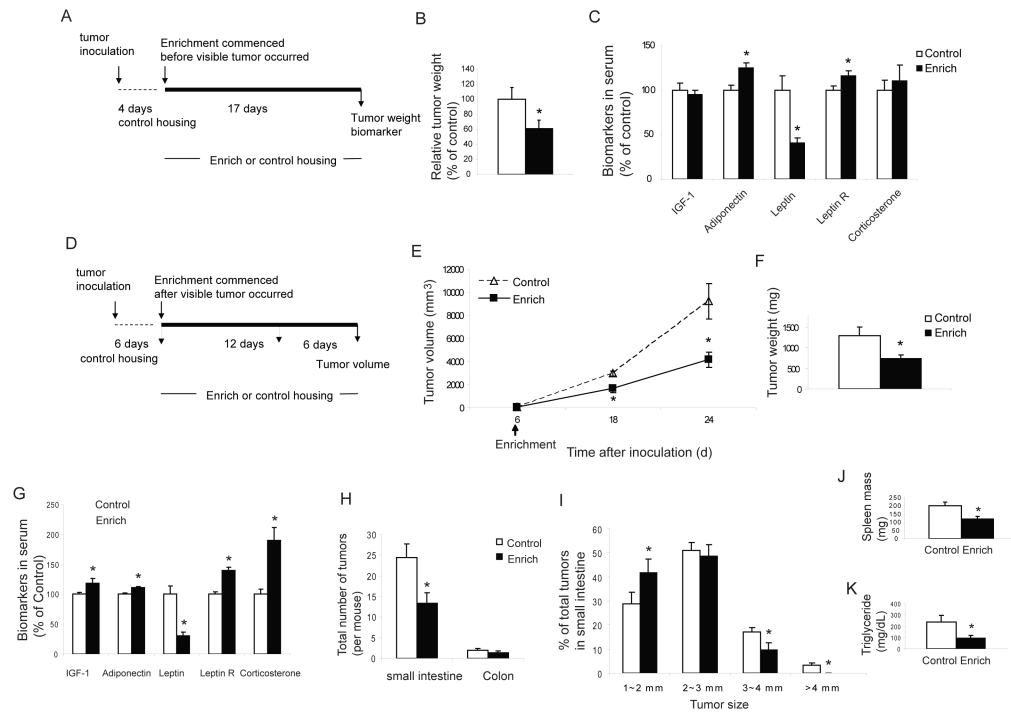 A
tumor
inoculation
Enrichment commenced
before visible tumor occurred
4 days
control housing
17 days
Tumor weight
biomarker
Enrich or control housing
B
Relative tumor weight
(% of control)
140
120
100
80
60
40
20
0
*
C
Biomarkers in serum
(% of control)
150
100
50
0
* * *
Control
Enrich
IGF-1
Adiponectin
Leptin
Leptin R
Corticosterone
D
tumor
inoculation
Enrichment commenced
after visible tumor occurred
6 days
control housing
12 days
6 days
Tumor volume
Enrich or control housing
E
Tumor volume (mm3)
12000
10000
8000
6000
4000
2000
0
Control
Enrich
*
*
6 18 24
Enrichment
Time after inoculation (d)
F
Tumor weight (mg)
1500
1000
500
0
*
Control
Enrich
G
Biomarkers in serum
(% of Control)
250
200
150
100
50
0
Control
Enrich
* * * * *
IGF-1 Adiponectin Leptin Leptin R Corticosterone
H
Total number of tumors
(per mouse)
30
25
20
15
10
5
0
*
Control
Enrich
small intestine Colon
I
% of total tumors
in small intestine
60
50
40
30
20
10
0
* * *
1~2 mm 2~3 mm 3~4 mm >4 mm
Tumor size
J
Spleen mass
(mg)
250
200
150
100
50
0
*
Control Enrich
K
Triglyceride
(mg/dL)
400
300
200
100
0
*
Control Enrich